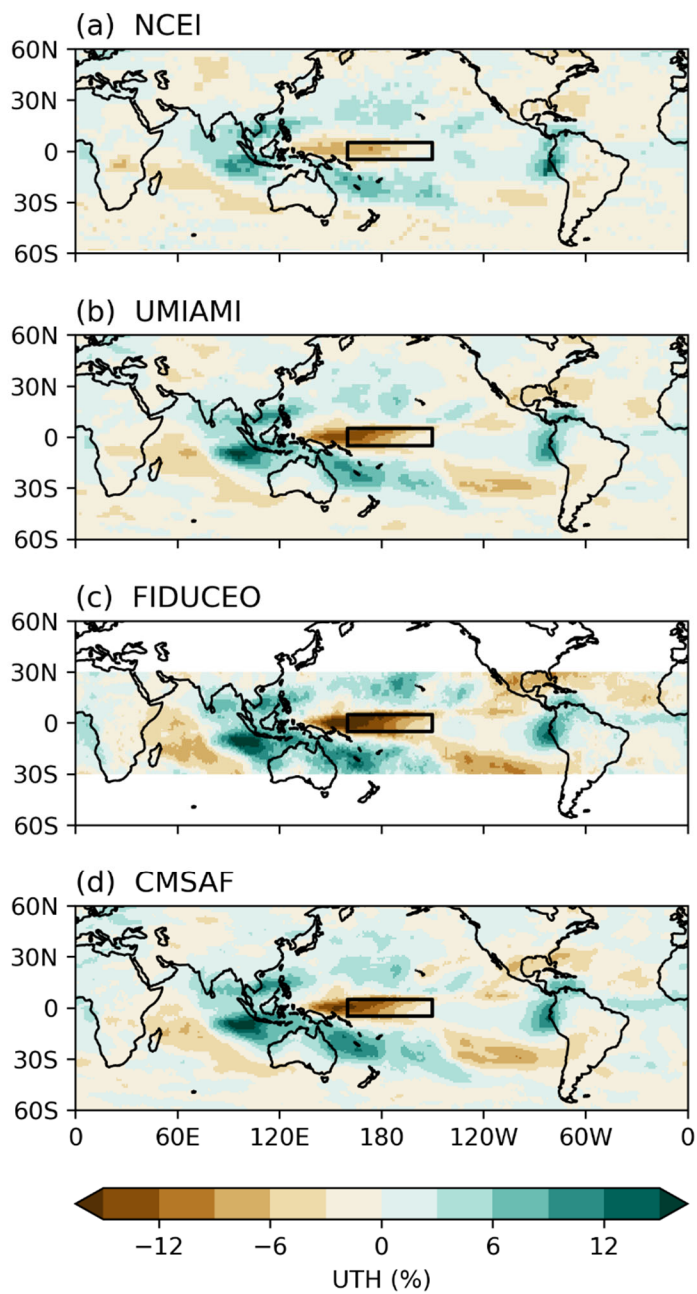 (a) NCEI
60N
30N
0
30S
60S
(b) UMIAMI
60N
30N
0
30S
60S
(c) FIDUCEO
60N
30N
0
30S
60S
(d) CMSAF
60N
30N
0
30S
60S
0 60E 120E 180 120W 60W 0
−12 −6 0 6 12
UTH (%)